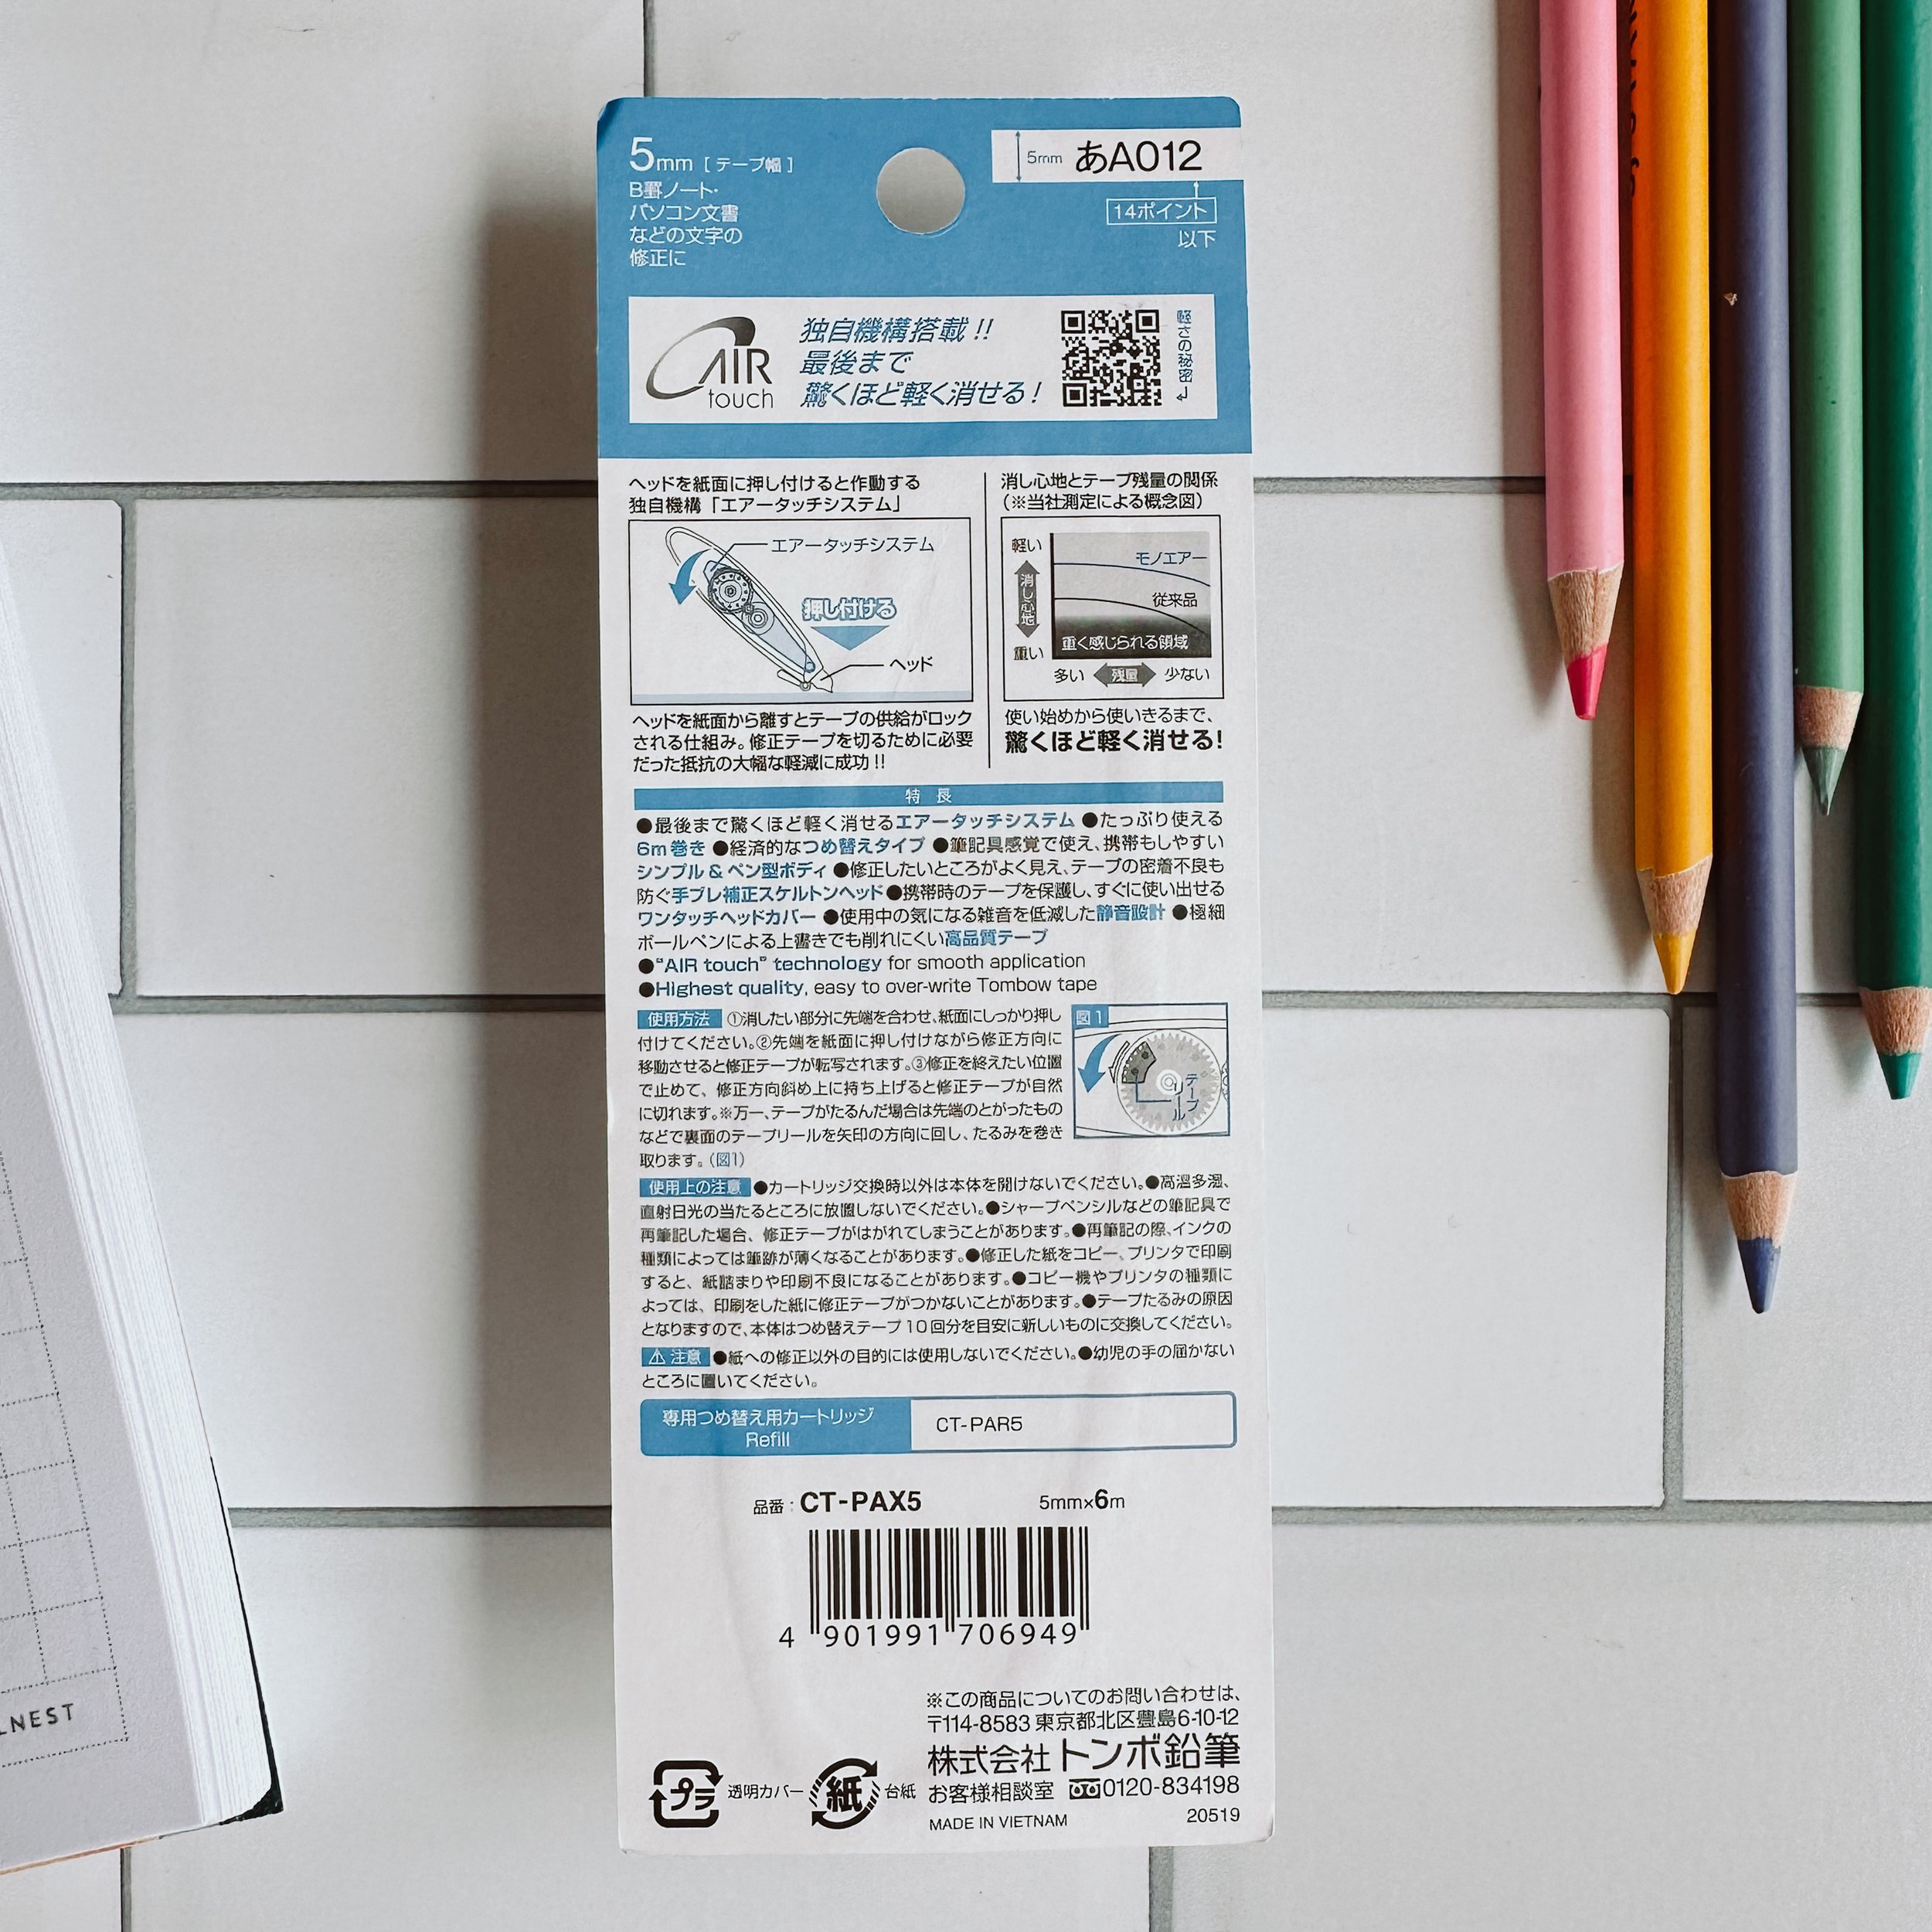 5mm [テープ幅]
B罫ノート・
パソコン文書
などの文字の
修正に
5mm あA012
14ポイント
以下
AIR
touch
独自機構搭載!!
最後まで
驚くほど軽く消せる!
軽さの秘密
ヘッドを紙面に押し付けると作動する
独自機構「エアータッチシステム」
エアータッチシステム
押し付ける
ヘッド
ヘッドを紙面から離すとテープの供給がロック
される仕組み。修正テープを切るために必要
だった抵抗の大幅な軽減に成功!!
消し心地とテープ残量の関係
(※当社測定による概念図)
軽い
消し心地
重い
モノエアー
従来品
重く感じられる領域
多い 残量 少ない
使い始めから使いきるまで、
驚くほど軽く消せる!
特長
●最後まで驚くほど軽く消せるエアータッチシステム ●たっぷり使える
6m巻き ●経済的なつめ替えタイプ ●筆記具感覚で使え、携帯もしやすい
シンプル&ペン型ボディ ●修正したいところがよく見え、テープの密着不良も
防ぐ手ブレ補正スケルトンヘッド ●携帯時のテープを保護し、すぐに使い出せる
ワンタッチヘッドカバー ●使用中の気になる雑音を低減した静音設計 ●極細
ボールペンによる上書きでも削れにくい高品質テープ
●"AIR touch" technology for smooth application
●Highest quality, easy to over-write Tombow tape
使用方法 ①消したい部分に先端を合わせ、紙面にしっかり押し
付けてください。②先端を紙面に押し付けながら修正方向に
移動させると修正テープが転写されます。③修正を終えたい位置
で止めて、修正方向斜め上に持ち上げると修正テープが自然
に切れます。※万一、テープがたるんだ場合は先端のとがったもの
などで裏面のテープリールを矢印の方向に回し、たるみを巻き
取ります。(図1)
図1
テープ
リール
使用上の注意 ●カートリッジ交換時以外は本体を開けないでください。●高温多湿、
直射日光の当たるところに放置しないでください。●シャープペンシルなどの筆記具で
再筆記した場合、修正テープがはがれてしまうことがあります。●再筆記の際、インクの
種類によっては筆跡が薄くなることがあります。●修正した紙をコピー、プリンタで印刷
すると、紙詰まりや印刷不良になることがあります。●コピー機やプリンタの種類に
よっては、印刷をした紙に修正テープがつかないことがあります。●テープたるみの原因
となりますので、本体はつめ替えテープ10回分を目安に新しいものに交換してください。
⚠注意 ●紙への修正以外の目的には使用しないでください。●幼児の手の届かない
ところに置いてください。
専用つめ替え用カートリッジ
Refill
CT-PAR5
品番:CT-PAX5 5mm×6m
4 901991 706949
※この商品についてのお問い合わせは、
〒114-8583 東京都北区豊島6-10-12
株式会社トンボ鉛筆
お客様相談室 0120-834198
MADE IN VIETNAM 20519
プラ 透明カバー 紙 台紙
LNEST